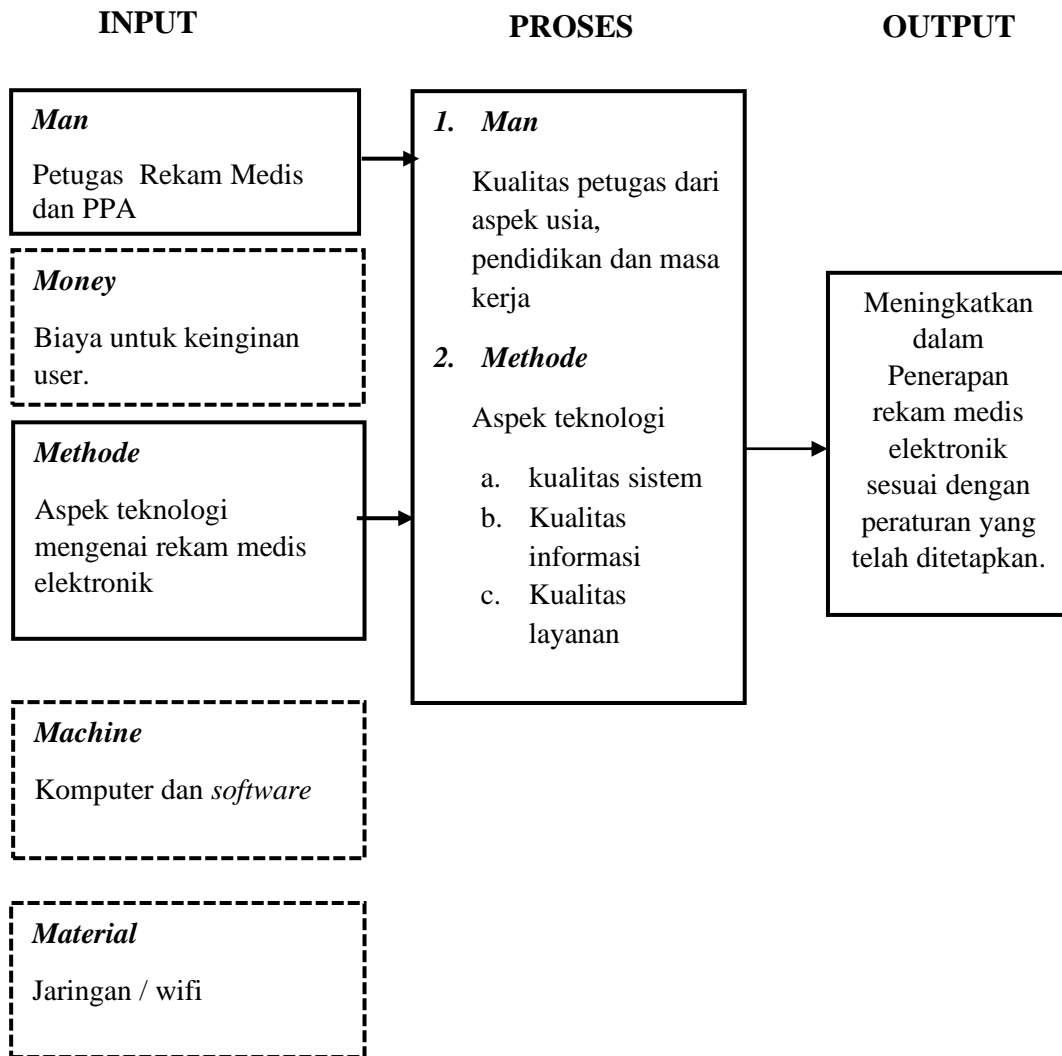 INPUT
PROSES
OUTPUT
Man
Petugas Rekam Medis
dan PPA
Money
Biaya untuk keinginan
user.
Methode
Aspek teknologi
mengenai rekam medis
elektronik
Machine
Komputer dan software
Material
Jaringan / wifi
1. Man
Kualitas petugas dari
aspek usia,
pendidikan dan masa
kerja
2. Methode
Aspek teknologi
a. kualitas sistem
b. Kualitas
informasi
c. Kualitas
layanan
Meningkatkan
dalam
Penerapan
rekam medis
elektronik
sesuai dengan
peraturan yang
telah ditetapkan.